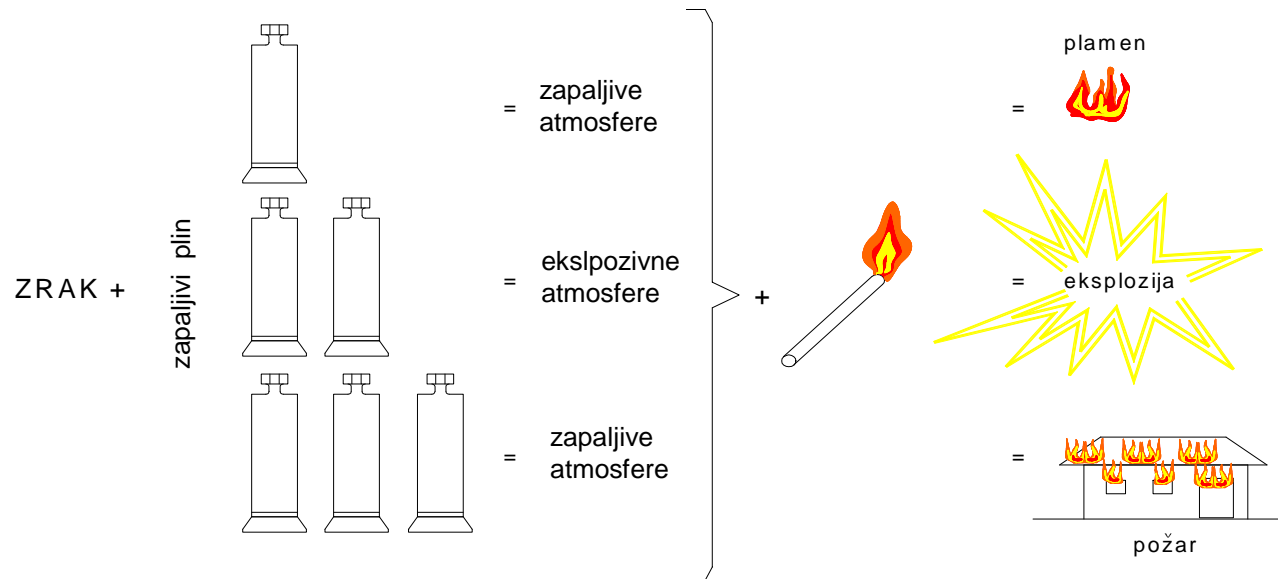 plamen
= zapaljive
atmosfere
=
ZRAK +
zapaljivi plin
= ekslpozivne
atmosfere
+
= eksplozija
= zapaljive
atmosfere
=
požar